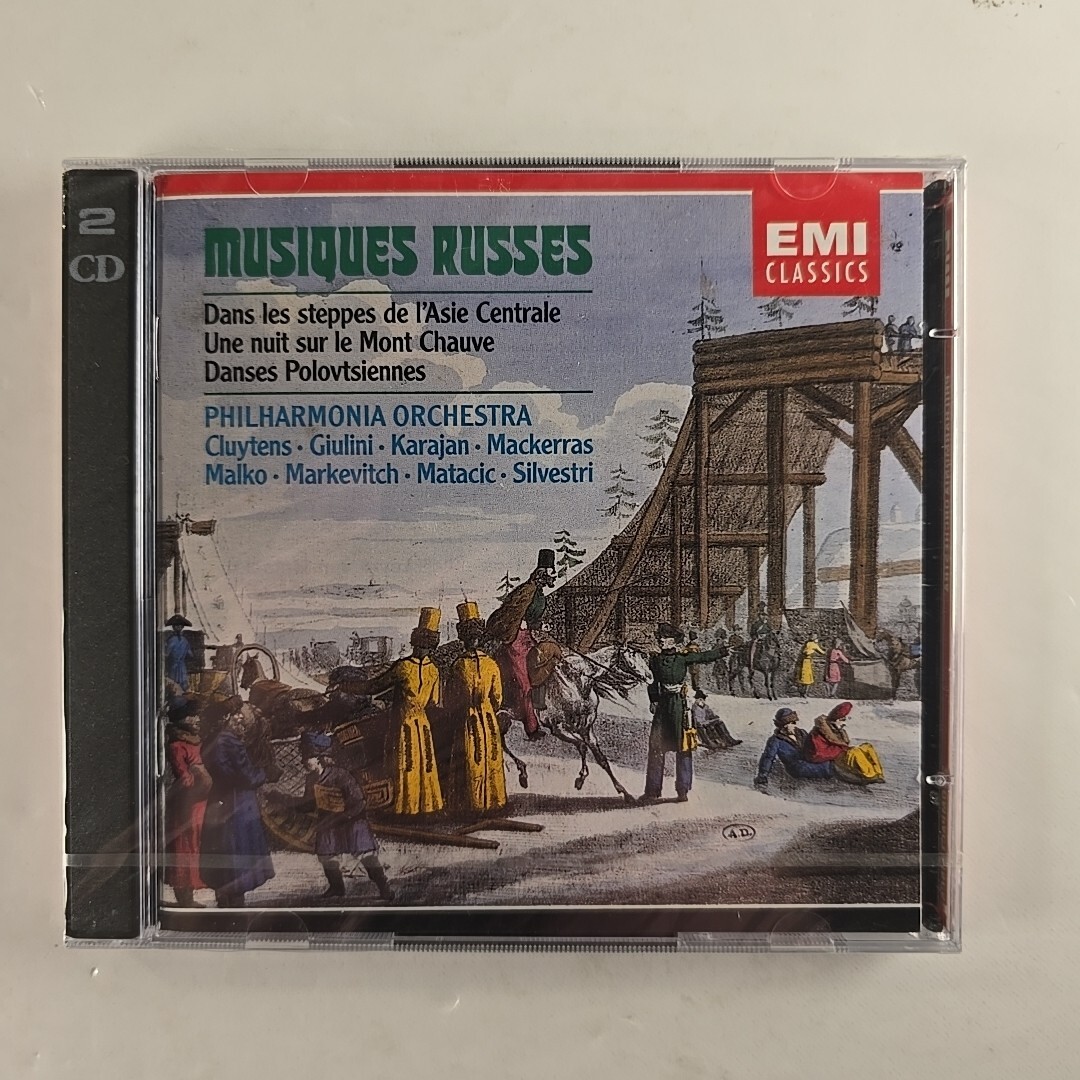 2
CD
MUSIQUES RUSSES
EMI
CLASSICS
Dans les steppes de l'Asie Centrale
Une nuit sur le Mont Chauve
Danses Polovtsiennes
PHILHARMONIA ORCHESTRA
Cluytens · Giulini · Karajan · Mackerras
Malko · Markevitch · Matacic · Silvestri
A.D.